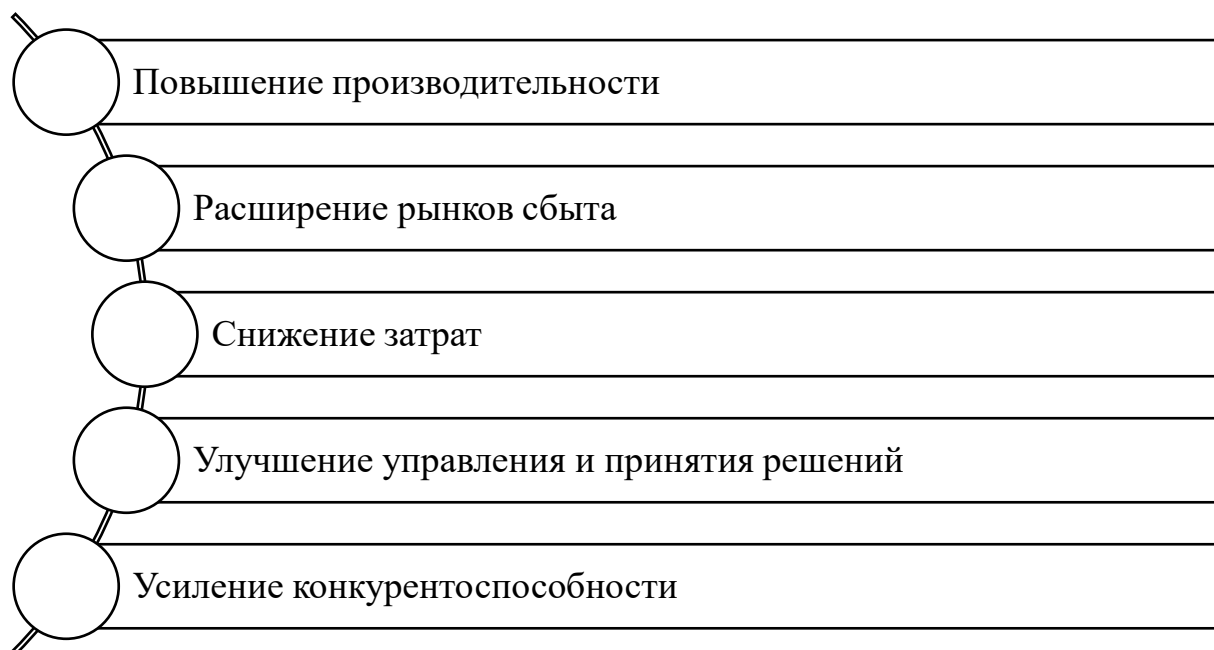 Повышение производительности
Расширение рынков сбыта
Снижение затрат
Улучшение управления и принятия решений
Усиление конкурентоспособности